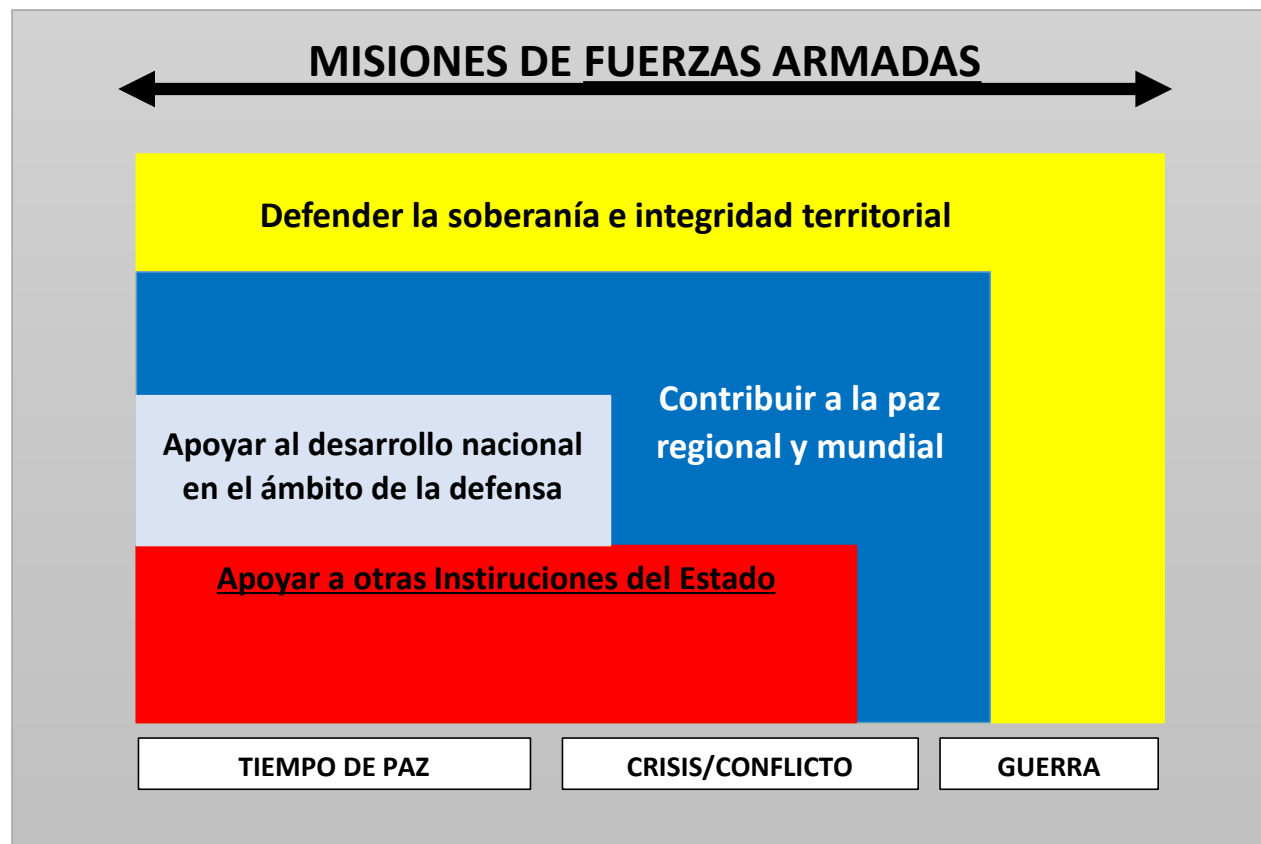 MISIONES DE FUERZAS ARMADAS
Defender la soberanía e integridad territorial
Contribuir a la paz
regional y mundial
Apoyar al desarrollo nacional
en el ámbito de la defensa
Apoyar a otras Instiruciones del Estado
TIEMPO DE PAZ
CRISIS/CONFLICTO
GUERRA